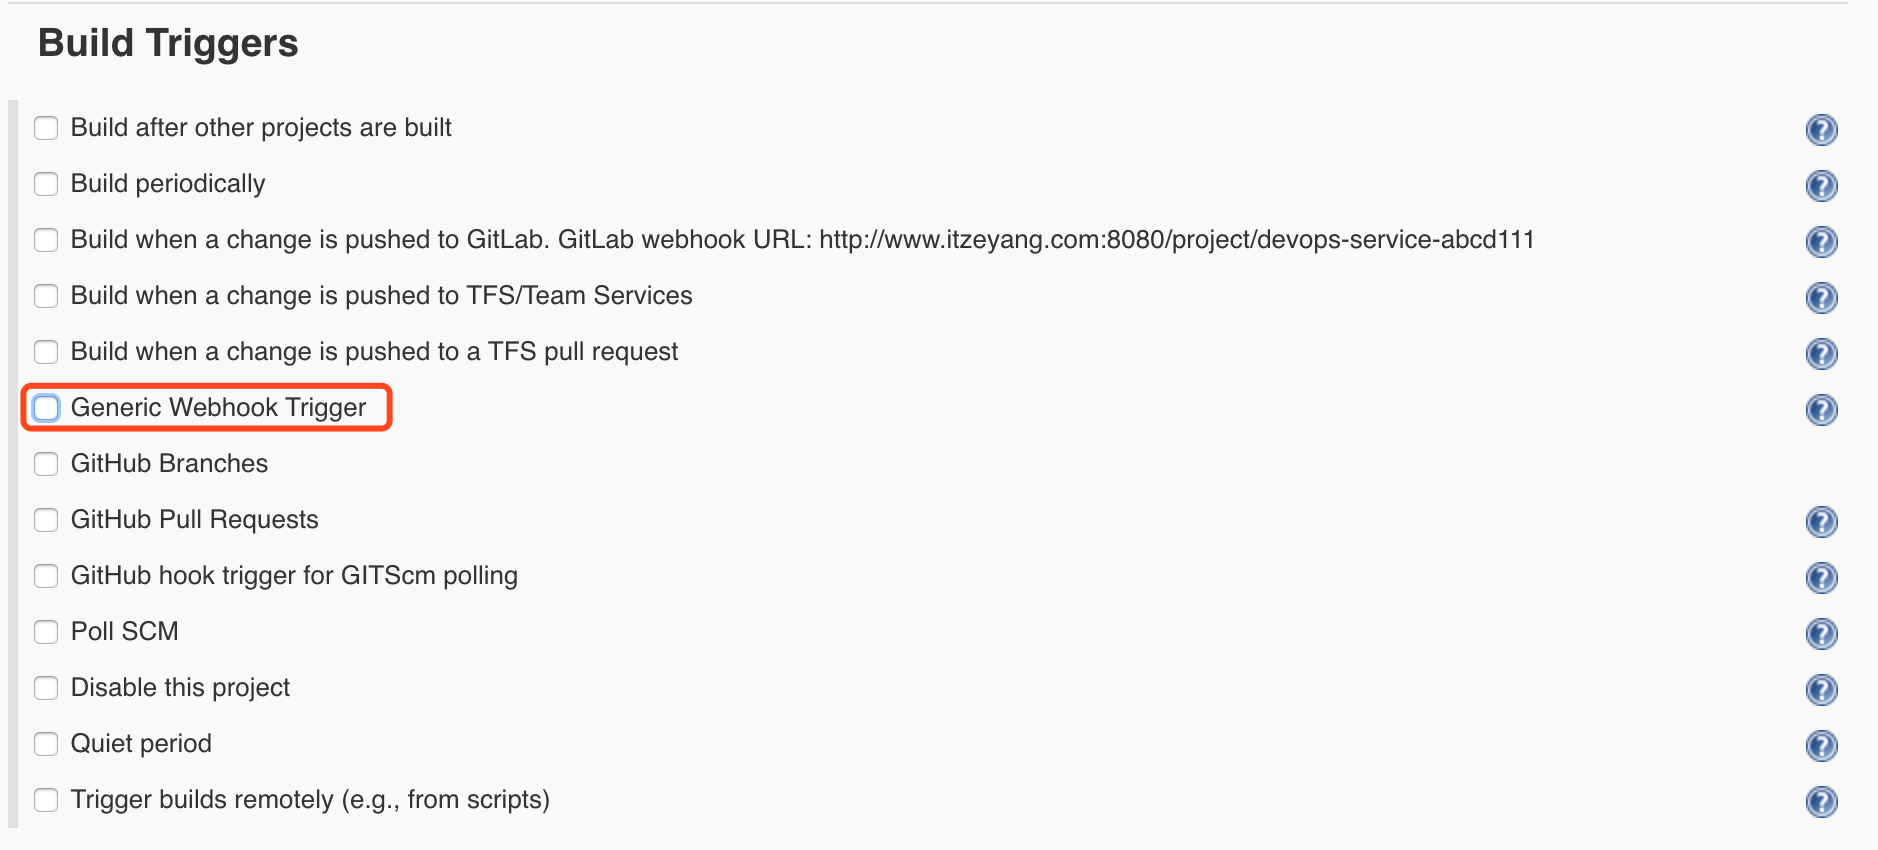 Build Triggers
Build after other projects are built
Build periodically
Build when a change is pushed to GitLab. GitLab webhook URL: http://www.itzeyang.com:8080/project/devops-service-abcd111
Build when a change is pushed to TFS/Team Services
Build when a change is pushed to a TFS pull request
Generic Webhook Trigger
GitHub Branches
GitHub Pull Requests
GitHub hook trigger for GITScm polling
Poll SCM
Disable this project
Quiet period
Trigger builds remotely (e.g., from scripts)